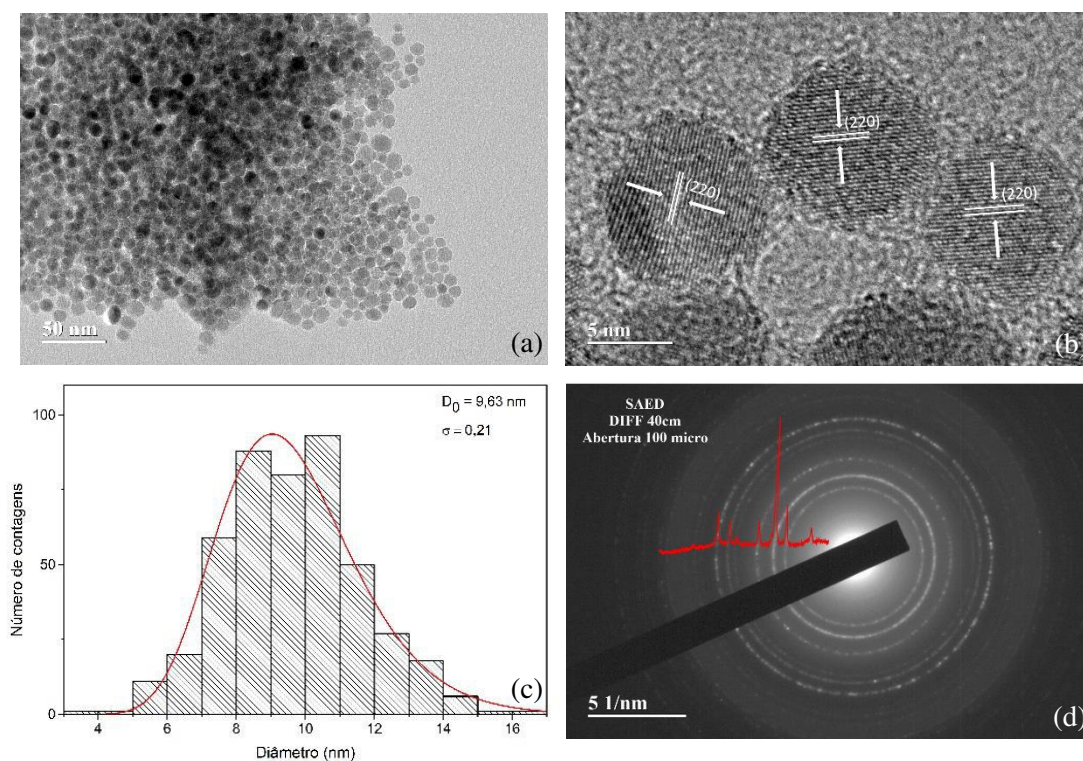 50 nm
(a)
(220)
(220)
(220)
5 nm
(b)
D0 = 9,63 nm
σ = 0,21
100
50
0
Número de contagens
4 6 8 10 12 14 16
Diâmetro (nm)
(c)
SAED
DIFF 40cm
Abertura 100 micro
5 1/nm
(d)